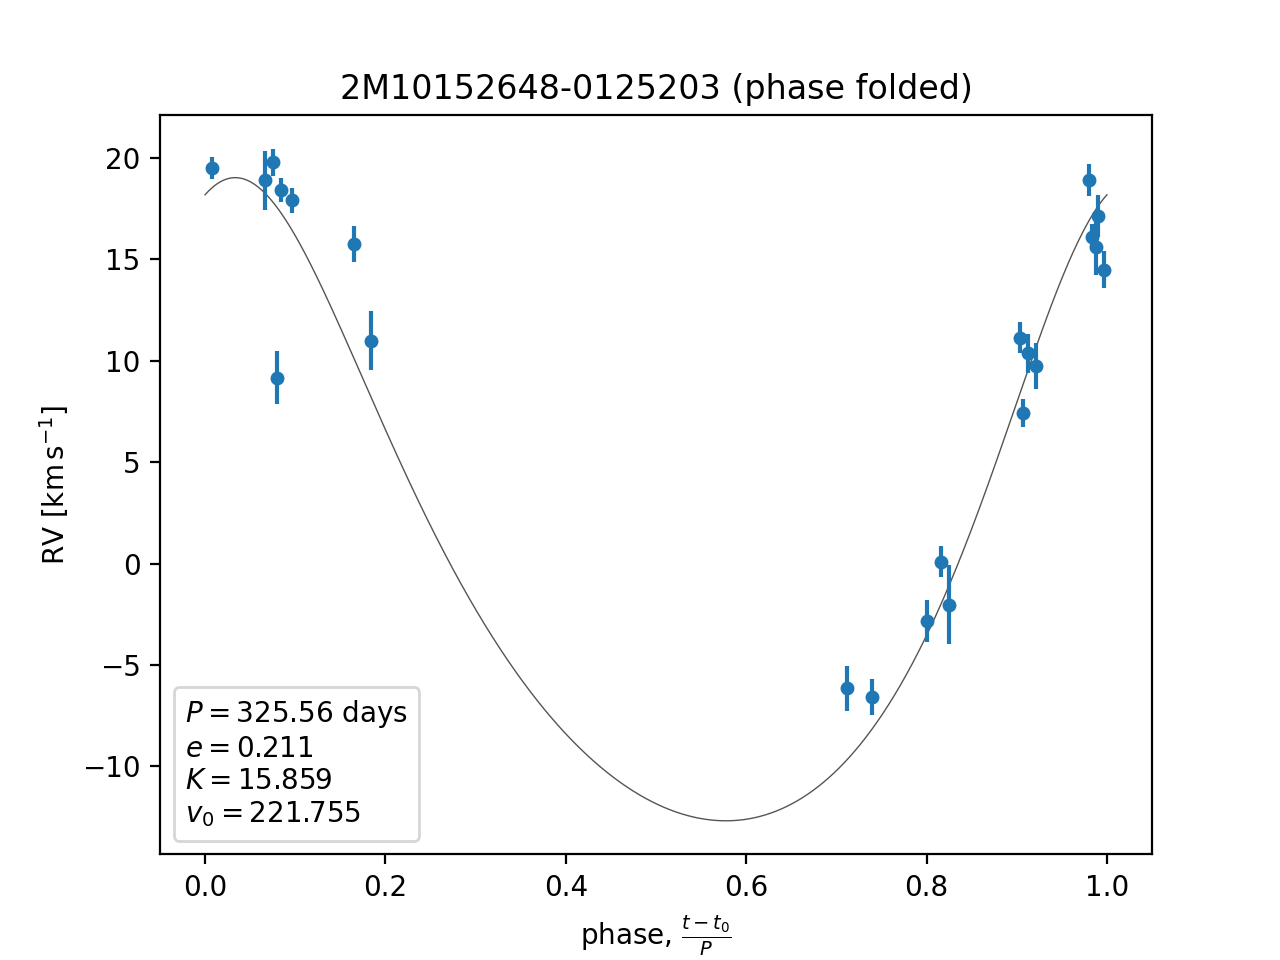 2M10152648-0125203 (phase folded)
20
15
10
5
0
−5
−10
RV [km s⁻¹]
P = 325.56 days
e = 0.211
K = 15.859
v₀ = 221.755
0.0 0.2 0.4 0.6 0.8 1.0
phase, (t − t₀)/P